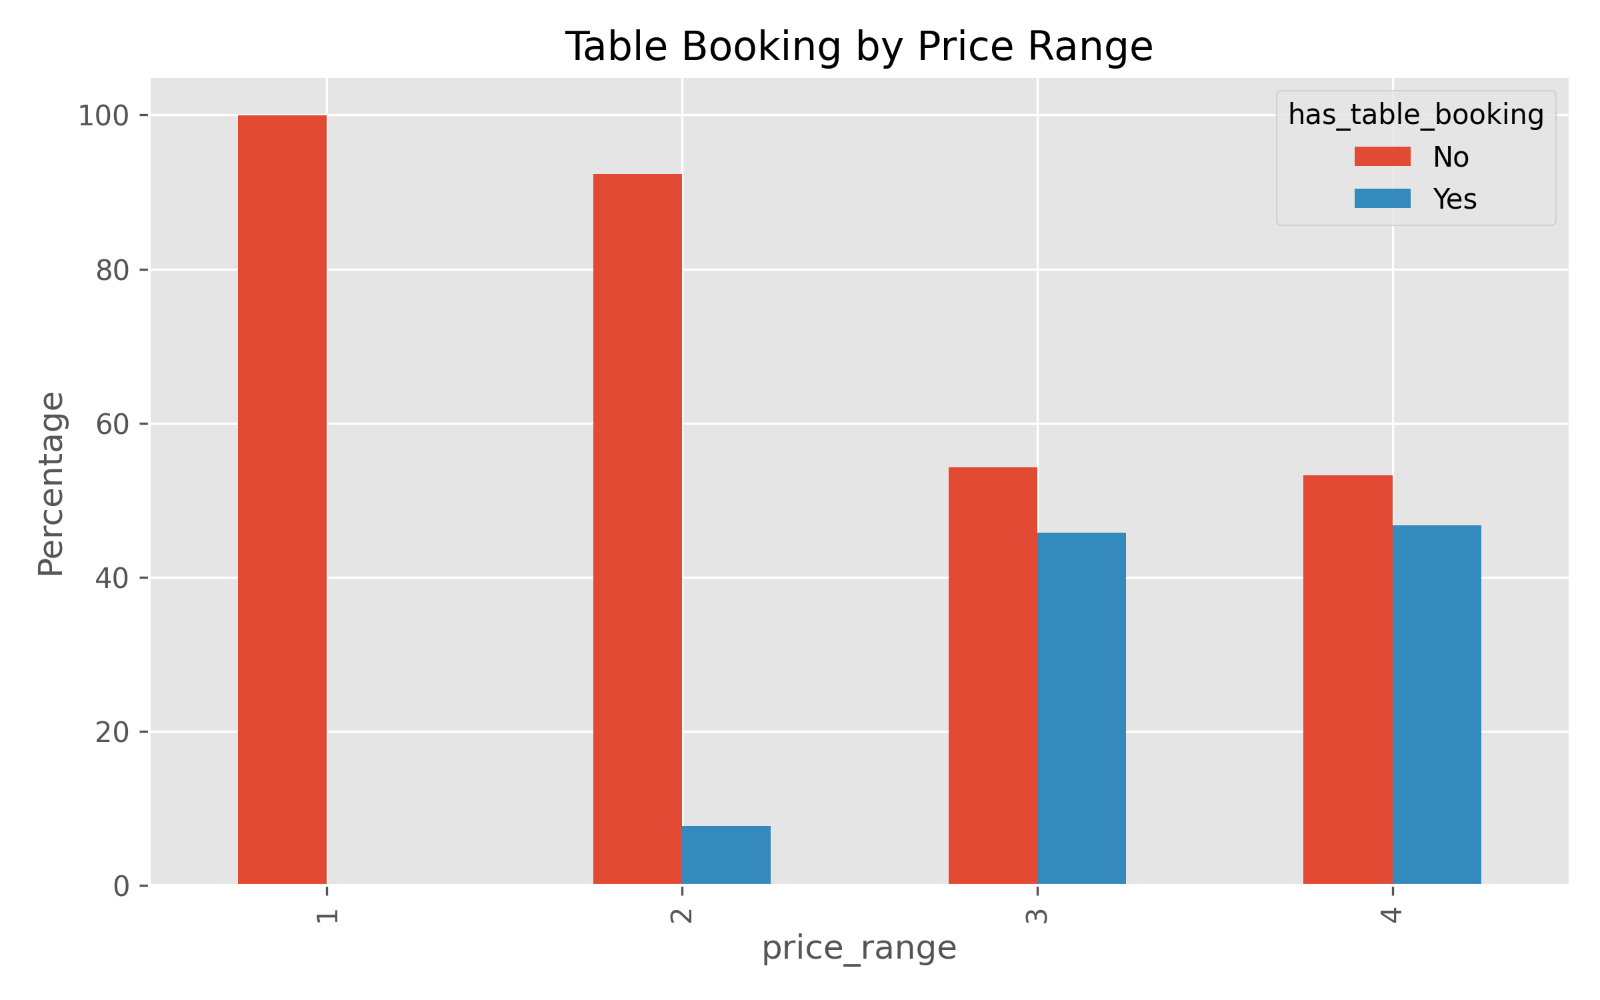 Table Booking by Price Range
has_table_booking
No
Yes
100
80
60
40
20
0
Percentage
1
2
3
4
price_range